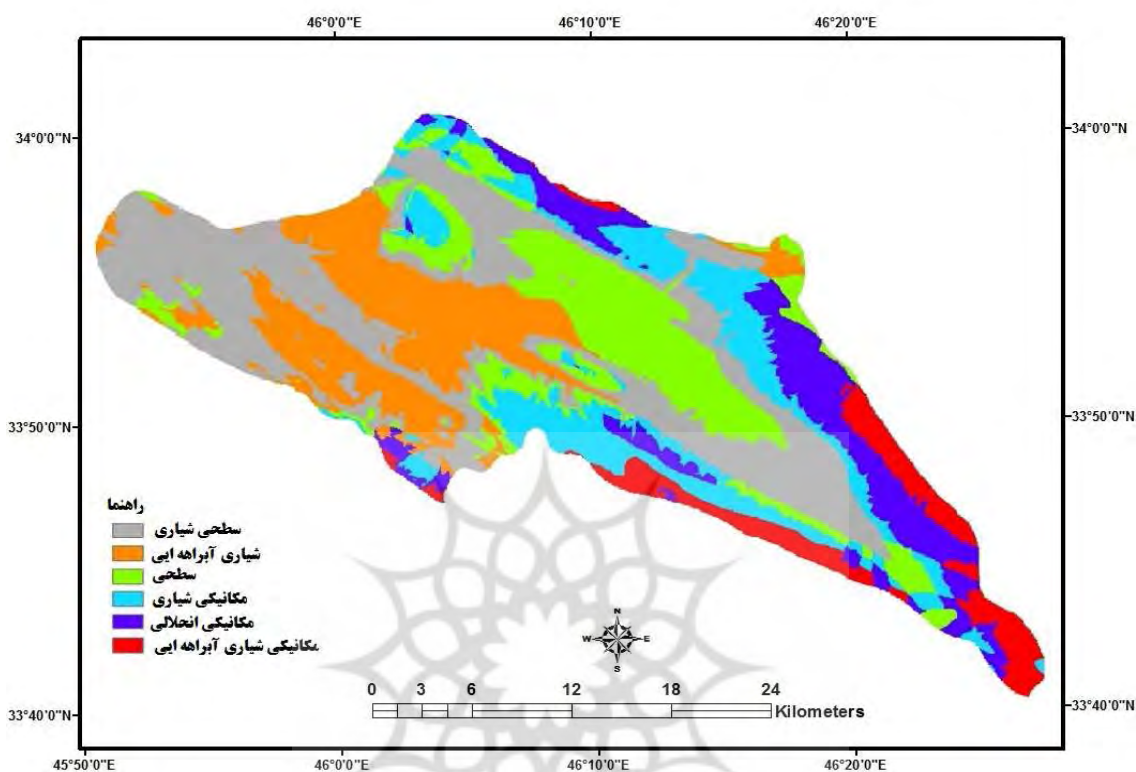 46°0'0"E 46°10'0"E 46°20'0"E
34°0'0"N 34°0'0"N
33°50'0"N 33°50'0"N
راهنما
سطحی شیاری
شیاری آبراهه ایی
سطحی
مکانیکی شیاری
مکانیکی انحلالی
مکانیکی شیاری آبراهه ایی
N
W E
S
0 3 6 12 18 24
Kilometers
33°40'0"N 33°40'0"N
45°50'0"E 46°0'0"E 46°10'0"E 46°20'0"E